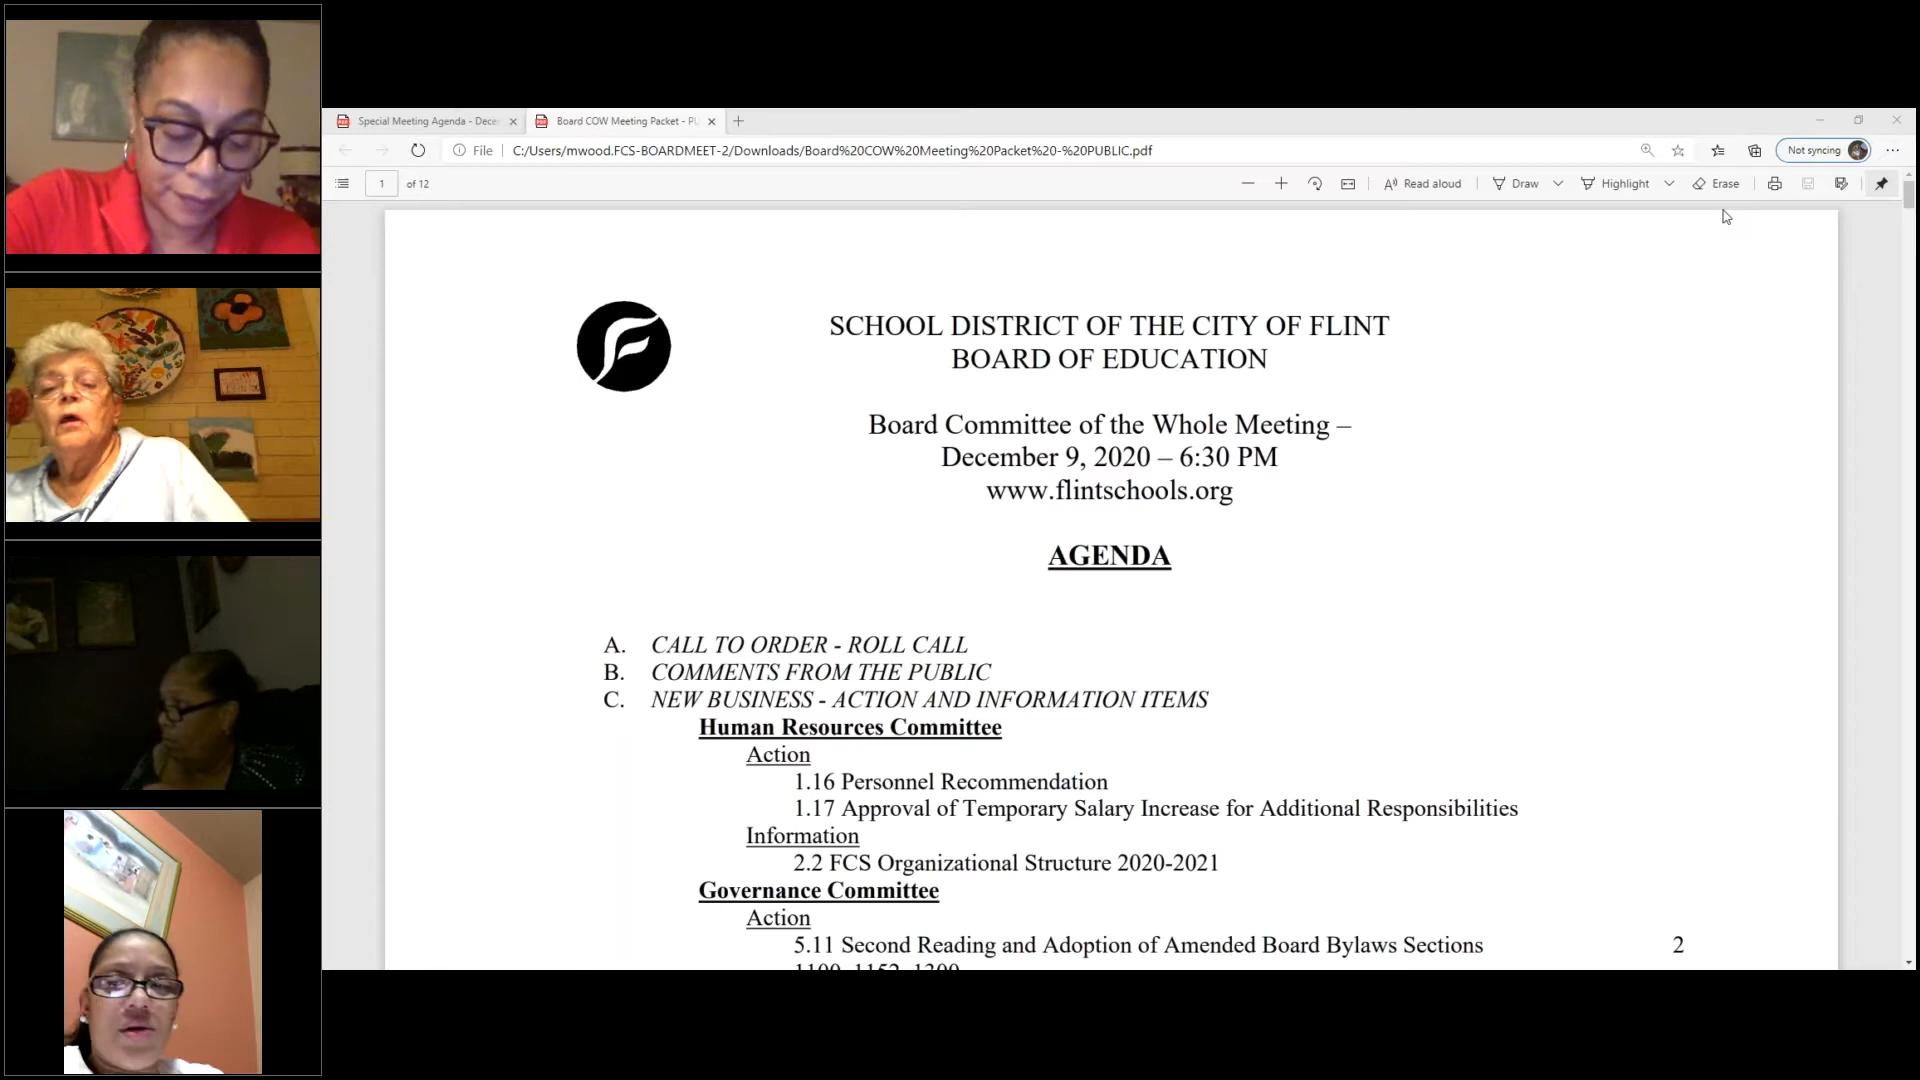 Special Meeting Agenda - Dece
Board COW Meeting Packet - PU
File
C:/Users/mwood.FCS-BOARDMEET-2/Downloads/Board%20COW%20Meeting%20Packet%20-%20PUBLIC.pdf
Not syncing
1 of 12
Read aloud
Draw
Highlight
Erase
SCHOOL DISTRICT OF THE CITY OF FLINT
BOARD OF EDUCATION
Board Committee of the Whole Meeting –
December 9, 2020 – 6:30 PM
www.flintschools.org
AGENDA
A. CALL TO ORDER - ROLL CALL
B. COMMENTS FROM THE PUBLIC
C. NEW BUSINESS - ACTION AND INFORMATION ITEMS
Human Resources Committee
Action
1.16 Personnel Recommendation
1.17 Approval of Temporary Salary Increase for Additional Responsibilities
Information
2.2 FCS Organizational Structure 2020-2021
Governance Committee
Action
5.11 Second Reading and Adoption of Amended Board Bylaws Sections 2
1100, 1152, 1300